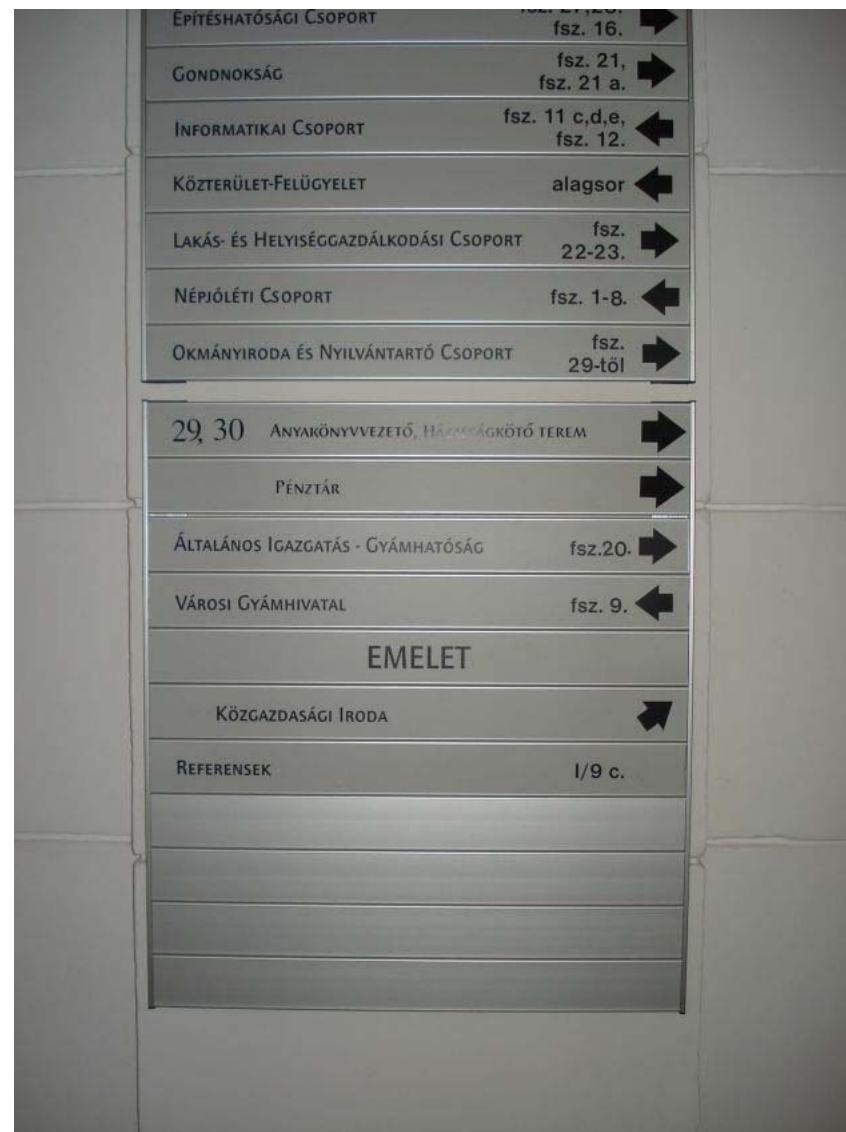 ÉPÍTÉSHATÓSÁGI CSOPORT
fsz. 16.
GONDNOKSÁG fsz. 21,
fsz. 21 a.
INFORMATIKAI CSOPORT fsz. 11 c,d,e,
fsz. 12.
KÖZTERÜLET-FELÜGYELET alagsor
LAKÁS- ÉS HELYISÉGGAZDÁLKODÁSI CSOPORT fsz.
22-23.
NÉPJÓLÉTI CSOPORT fsz. 1-8.
OKMÁNYIRODA ÉS NYILVÁNTARTÓ CSOPORT fsz.
29-től
29, 30 ANYAKÖNYVVEZETŐ, HÁZASSÁGKÖTŐ TEREM
PÉNZTÁR
ÁLTALÁNOS IGAZGATÁS - GYÁMHATÓSÁG fsz.20.
VÁROSI GYÁMHIVATAL fsz. 9.
EMELET
KÖZGAZDASÁGI IRODA
REFERENSEK I/9 c.